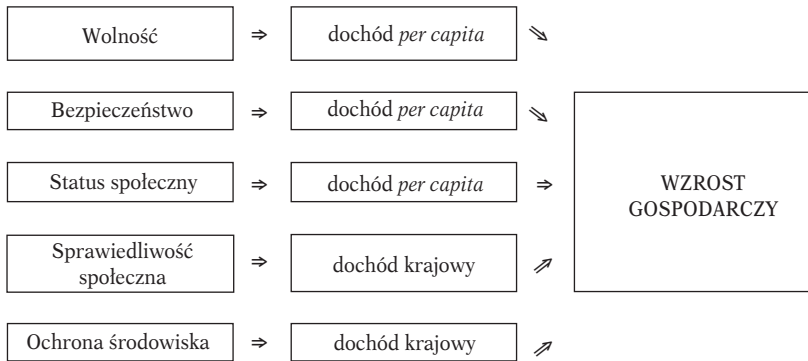 Wolność ⇒ dochód per capita ⇘
Bezpieczeństwo ⇒ dochód per capita ⇘
Status społeczny ⇒ dochód per capita ⇒
WZROST
GOSPODARCZY
Sprawiedliwość
społeczna ⇒ dochód krajowy ⇗
Ochrona środowiska ⇒ dochód krajowy ⇗